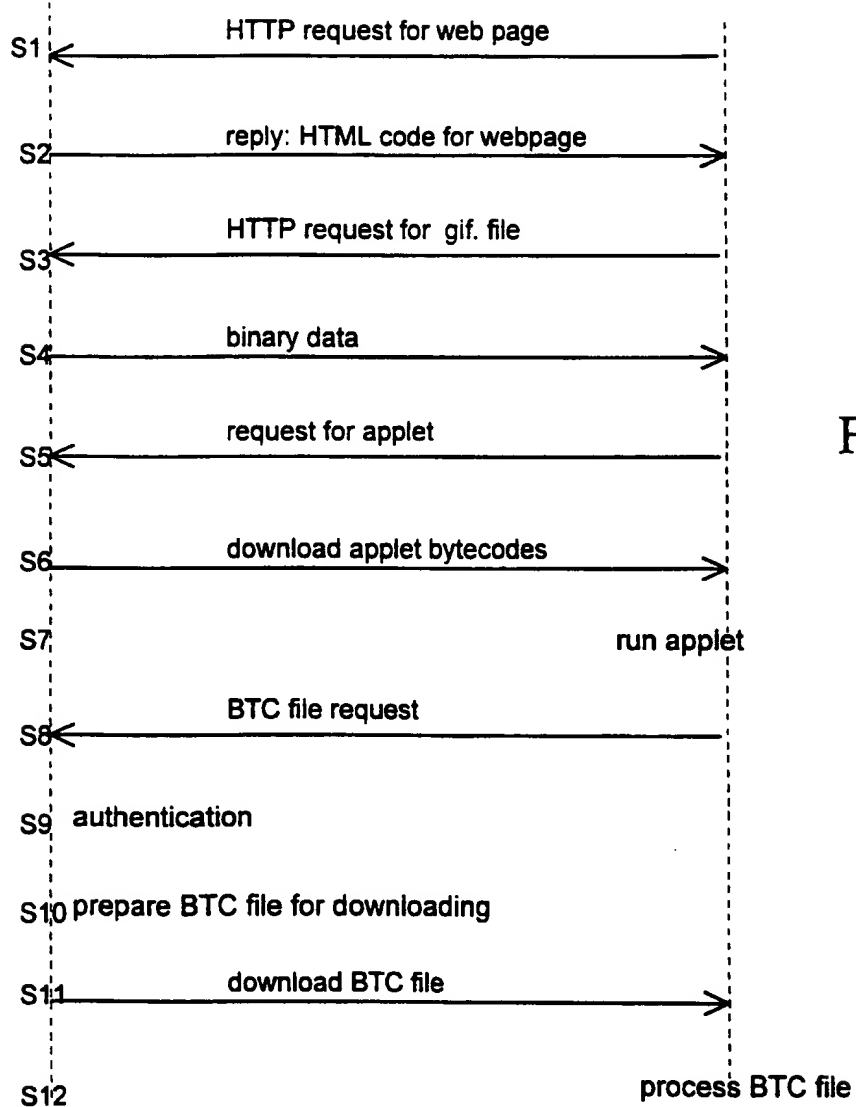 S1 HTTP request for web page
S2 reply: HTML code for webpage
S3 HTTP request for gif. file
S4 binary data
S5 request for applet
F
S6 download applet bytecodes
S7 run applet
S8 BTC file request
S9 authentication
S10 prepare BTC file for downloading
S11 download BTC file
S12 process BTC file